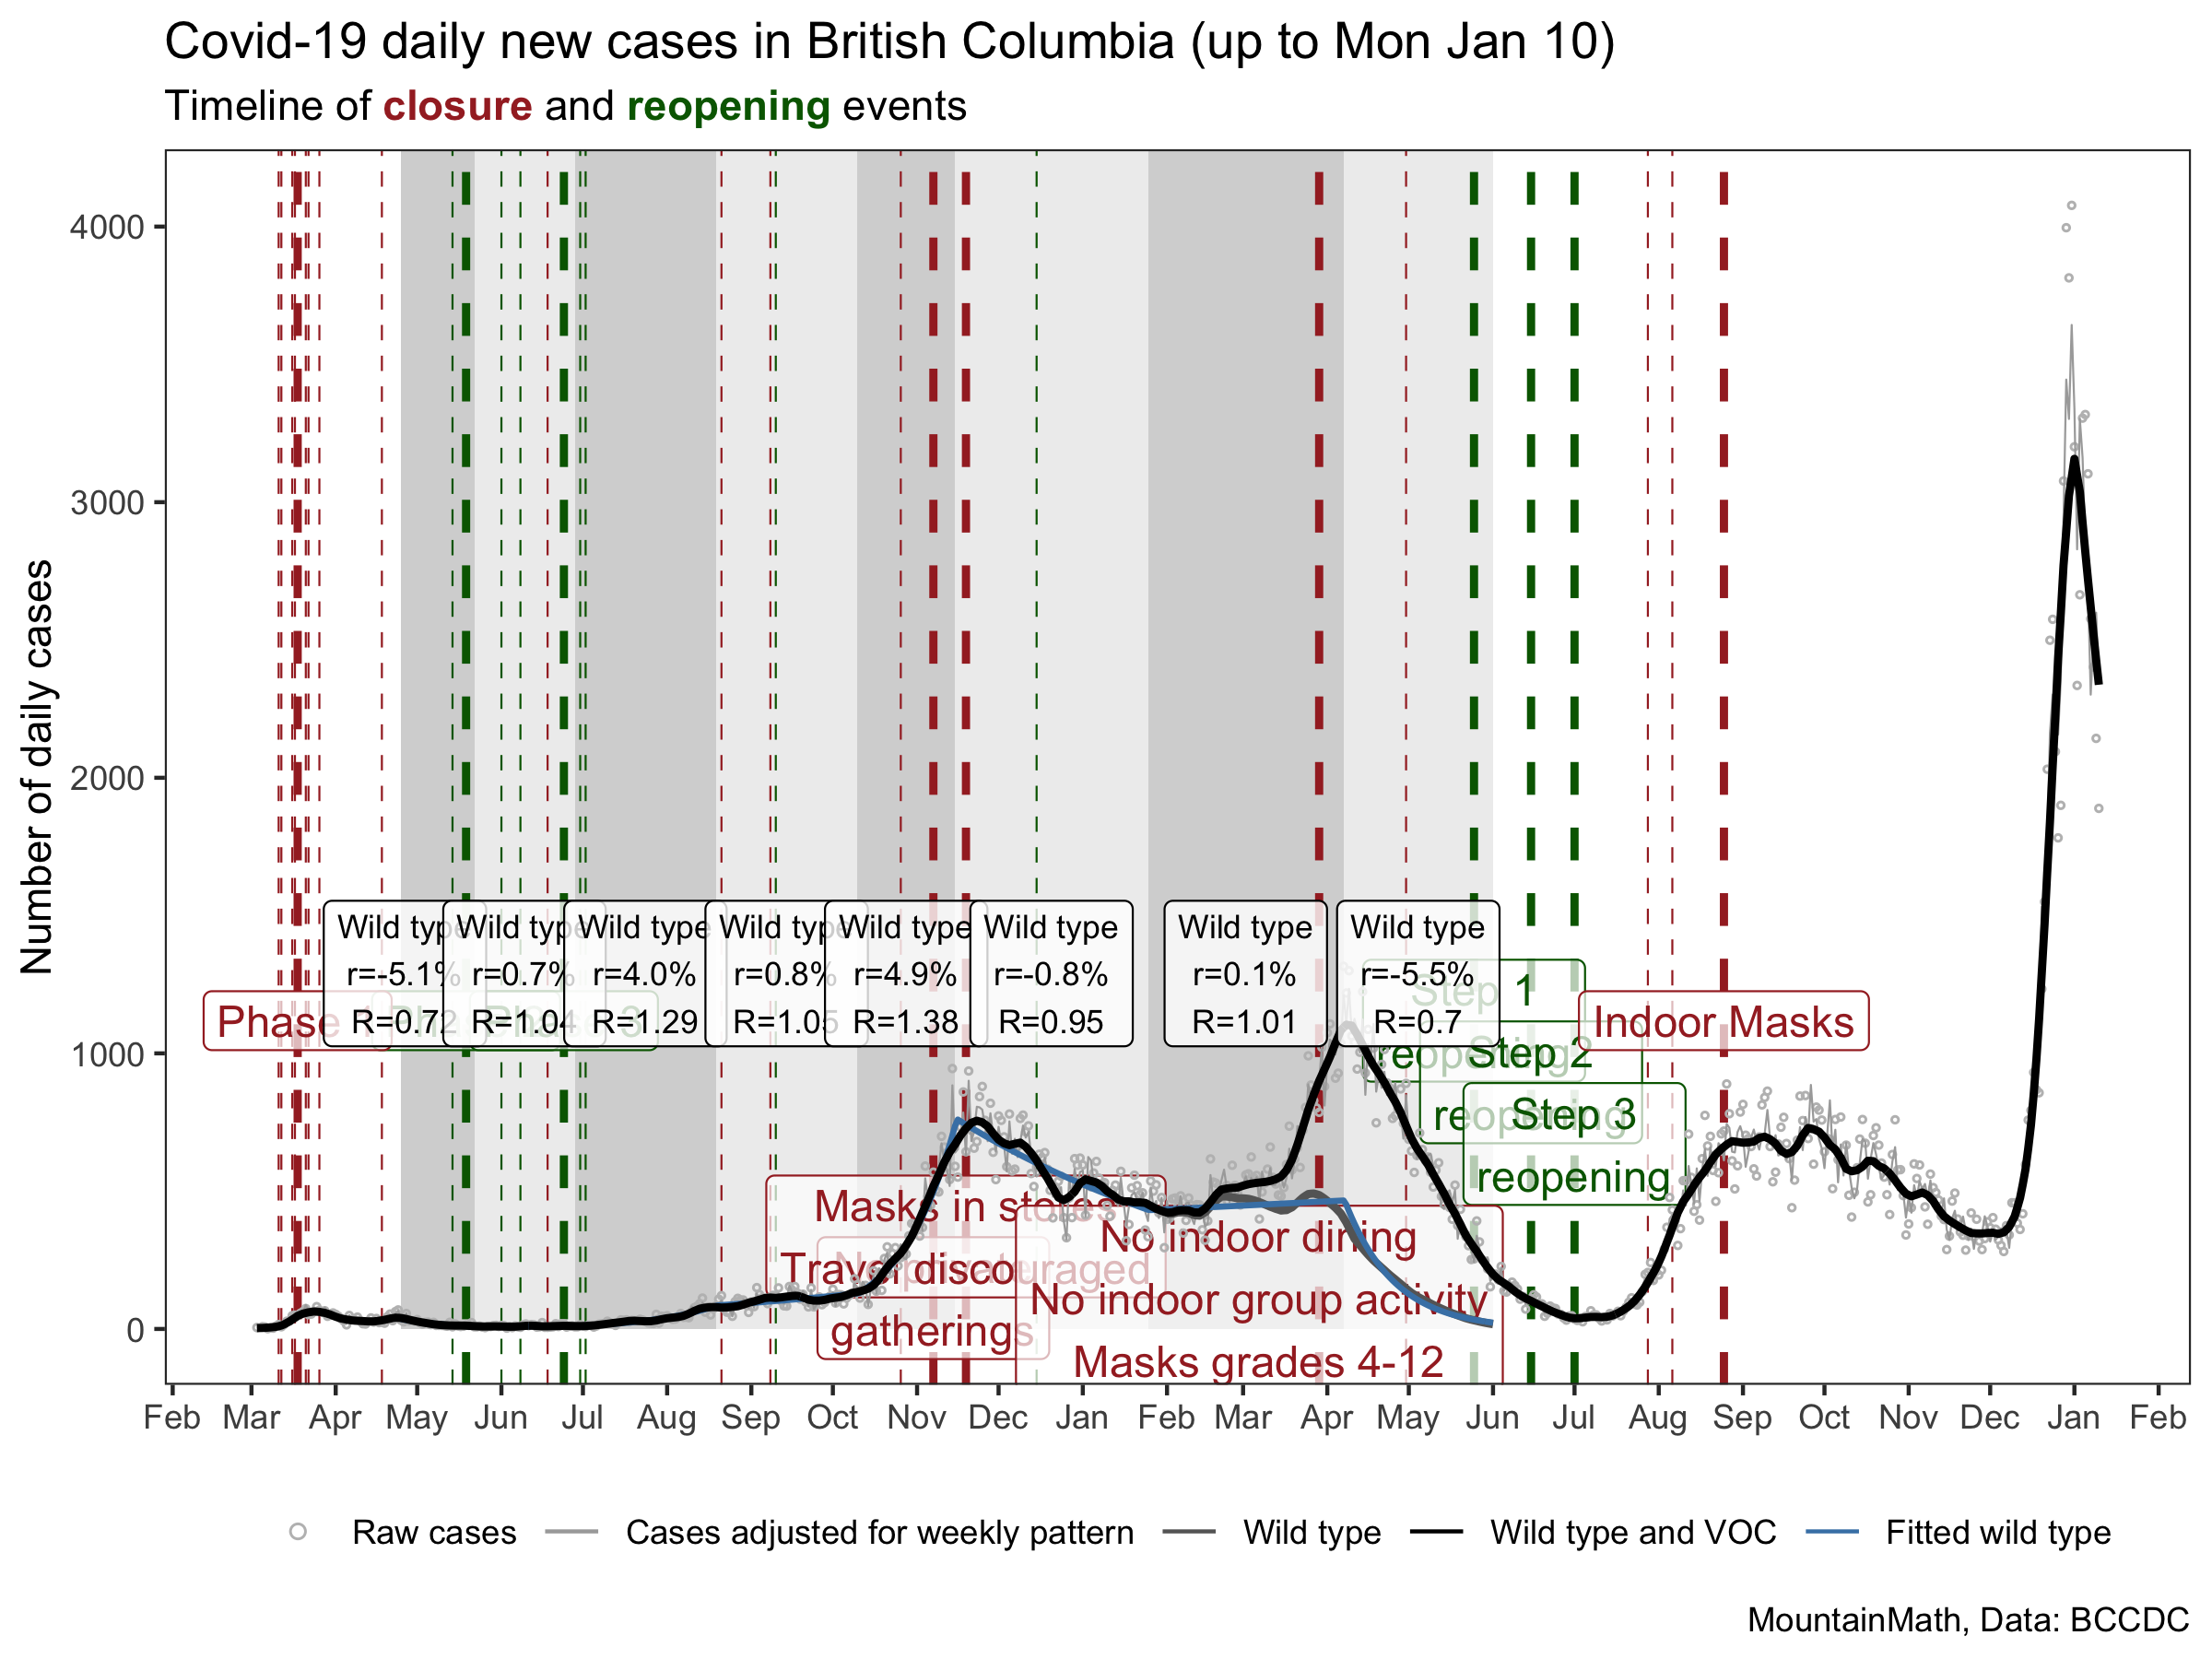 Covid-19 daily new cases in British Columbia (up to Mon Jan 10)
Timeline of closure and reopening events
Number of daily cases
4000
3000
2000
1000
0
Wild type
r=-5.1%
R=0.72
Wild type
r=0.7%
R=1.04
Wild type
r=4.0%
R=1.29
Wild type
r=0.8%
R=1.05
Wild type
r=4.9%
R=1.38
Wild type
r=-0.8%
R=0.95
Wild type
r=0.1%
R=1.01
Wild type
r=-5.5%
R=0.7
Phase
3
Step 1
reopening
Step 2
reopening
Step 3
reopening
Indoor Masks
Masks in stores
Travel discouraged
gatherings
No indoor dining
No indoor group activity
Masks grades 4-12
Feb Mar Apr May Jun Jul Aug Sep Oct Nov Dec Jan Feb Mar Apr May Jun Jul Aug Sep Oct Nov Dec Jan Feb
Raw cases Cases adjusted for weekly pattern Wild type Wild type and VOC Fitted wild type
MountainMath, Data: BCCDC